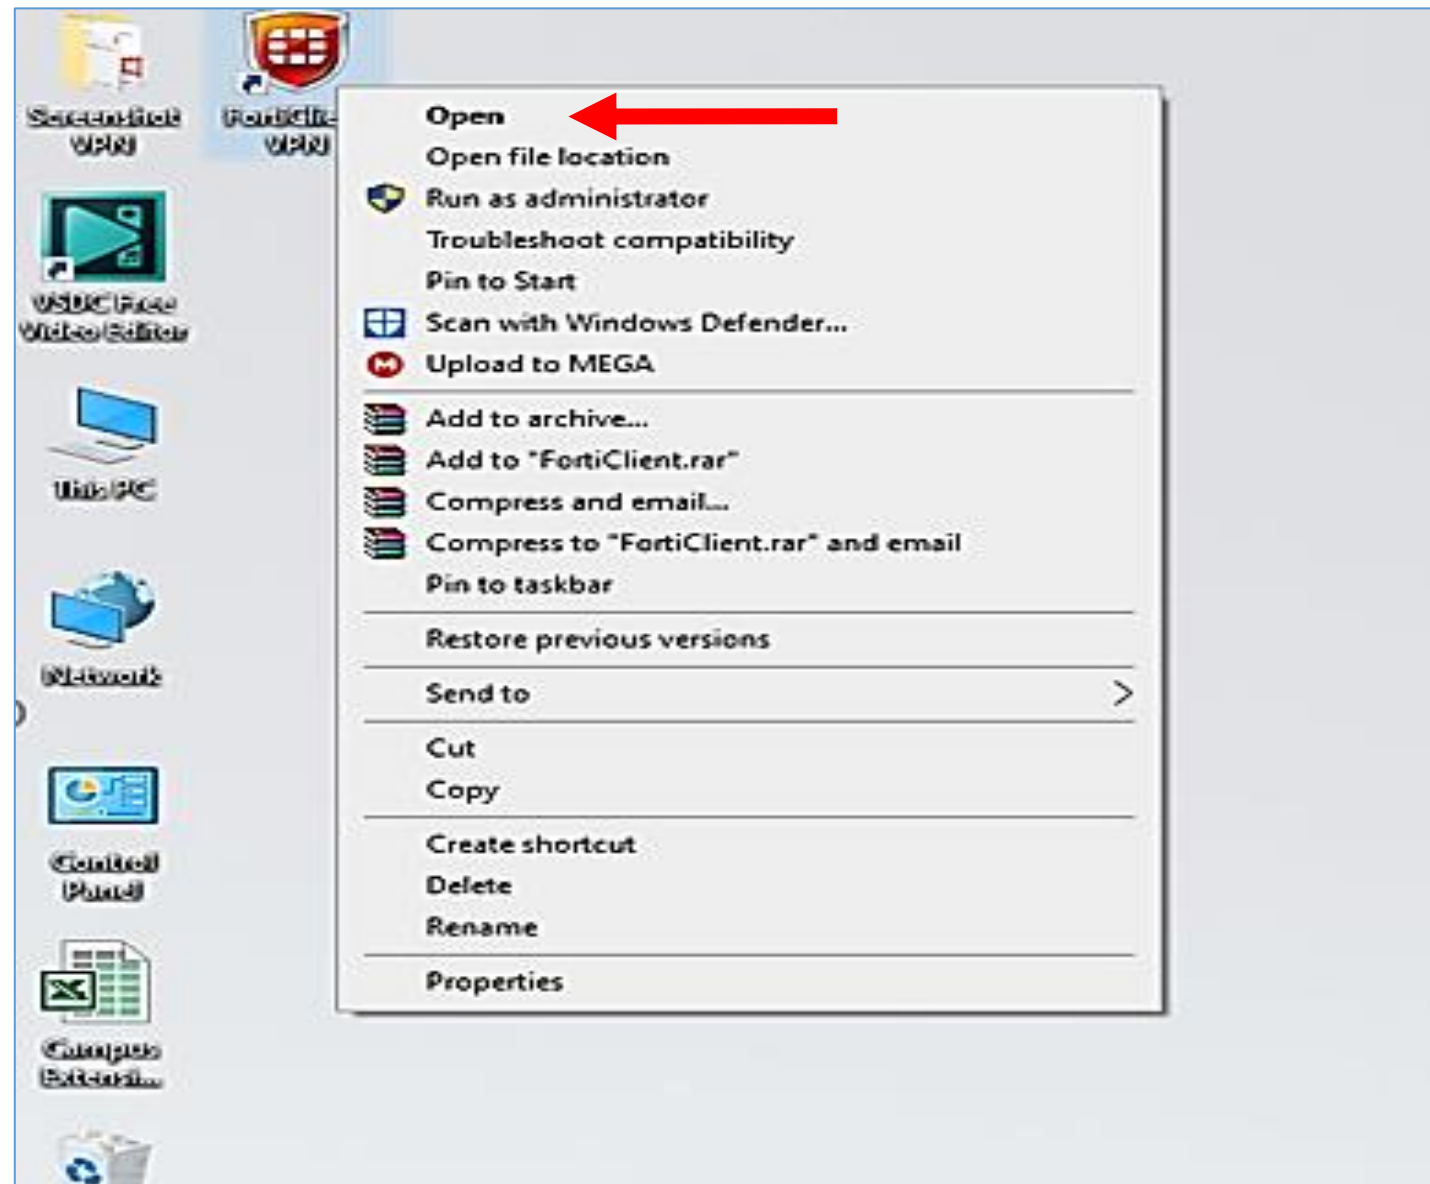 Screenshot
VPN
FortiClie
VPN
VSDC Free
Video Editor
This PC
Network
Control
Panel
Campus
Extensi...
Open
Open file location
Run as administrator
Troubleshoot compatibility
Pin to Start
Scan with Windows Defender...
Upload to MEGA
Add to archive...
Add to "FortiClient.rar"
Compress and email...
Compress to "FortiClient.rar" and email
Pin to taskbar
Restore previous versions
Send to
Cut
Copy
Create shortcut
Delete
Rename
Properties